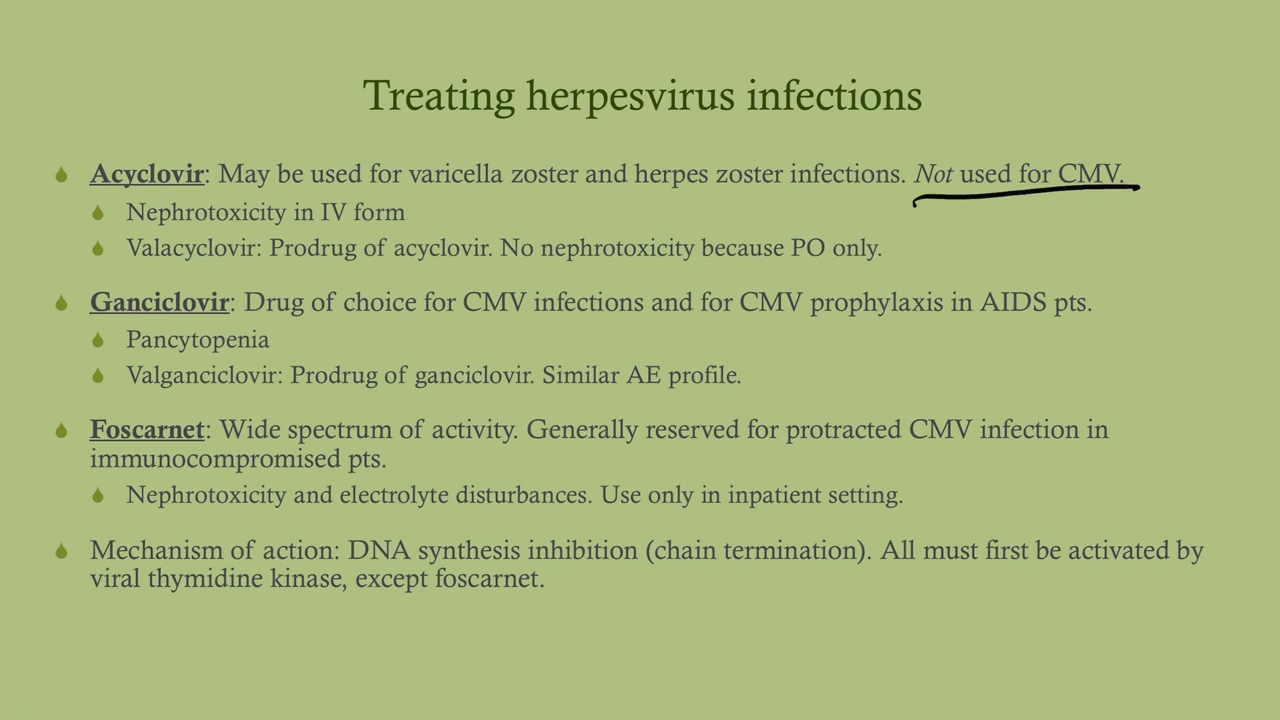 Treating herpesvirus infections
Acyclovir: May be used for varicella zoster and herpes zoster infections. Not used for CMV.
Nephrotoxicity in IV form
Valacyclovir: Prodrug of acyclovir. No nephrotoxicity because PO only.
Ganciclovir: Drug of choice for CMV infections and for CMV prophylaxis in AIDS pts.
Pancytopenia
Valganciclovir: Prodrug of ganciclovir. Similar AE profile.
Foscarnet: Wide spectrum of activity. Generally reserved for protracted CMV infection in
immunocompromised pts.
Nephrotoxicity and electrolyte disturbances. Use only in inpatient setting.
Mechanism of action: DNA synthesis inhibition (chain termination). All must first be activated by
viral thymidine kinase, except foscarnet.